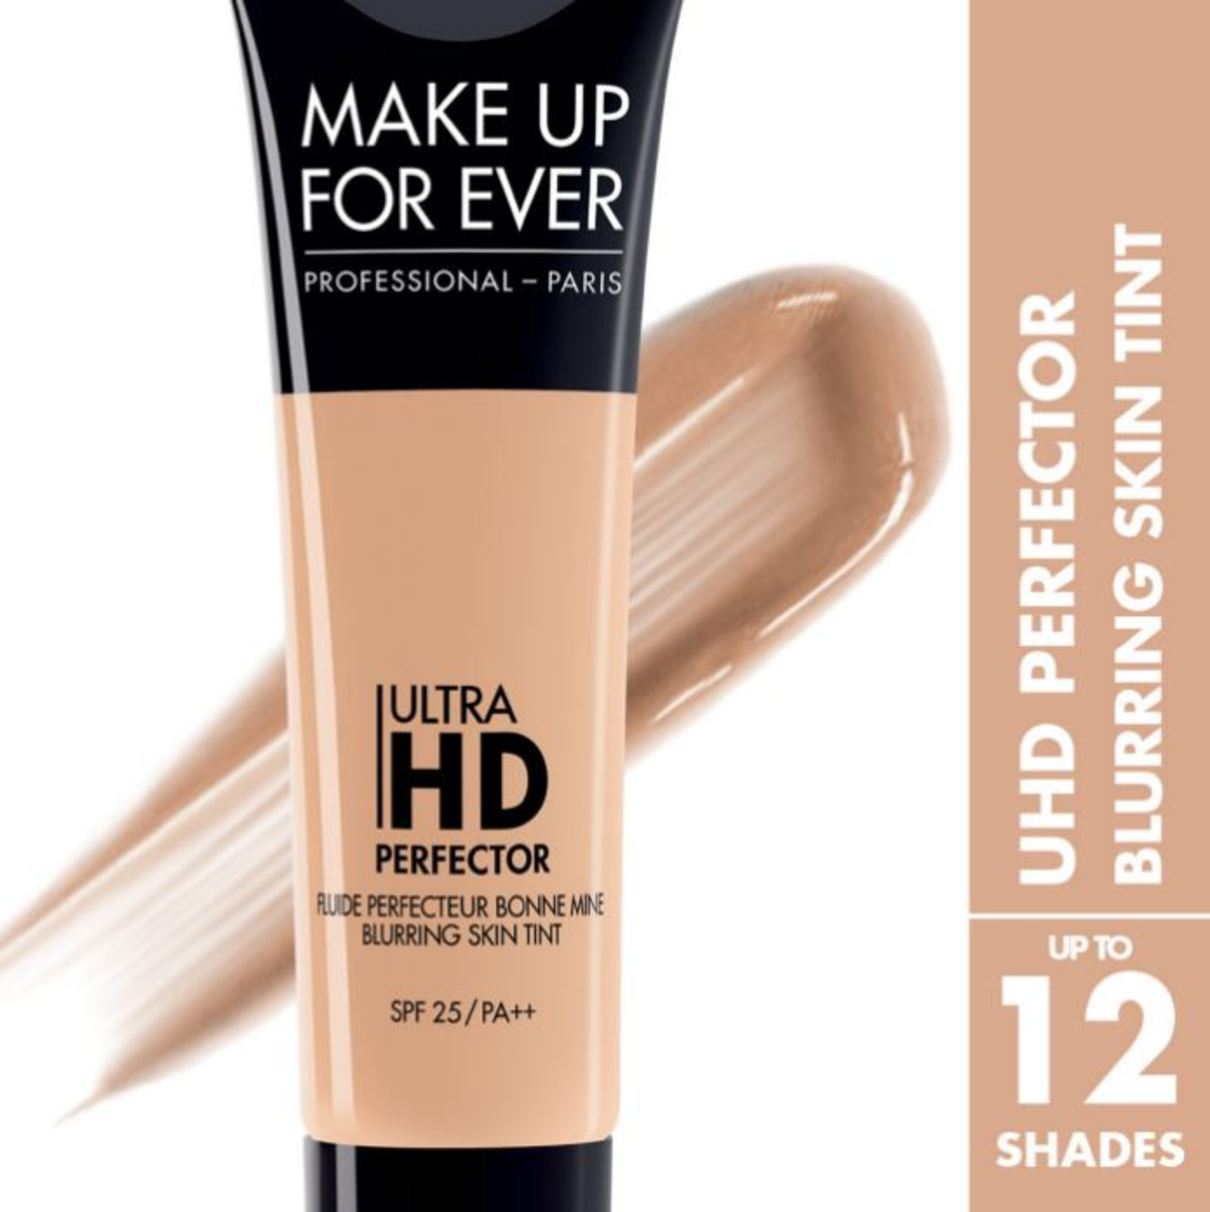 MAKE UP
FOR EVER
PROFESSIONAL – PARIS
ULTRA
HD
PERFECTOR
FLUIDE PERFECTEUR BONNE MINE
BLURRING SKIN TINT
SPF 25/PA++
UHD PERFECTOR
BLURRING SKIN TINT
UP TO
12
SHADES